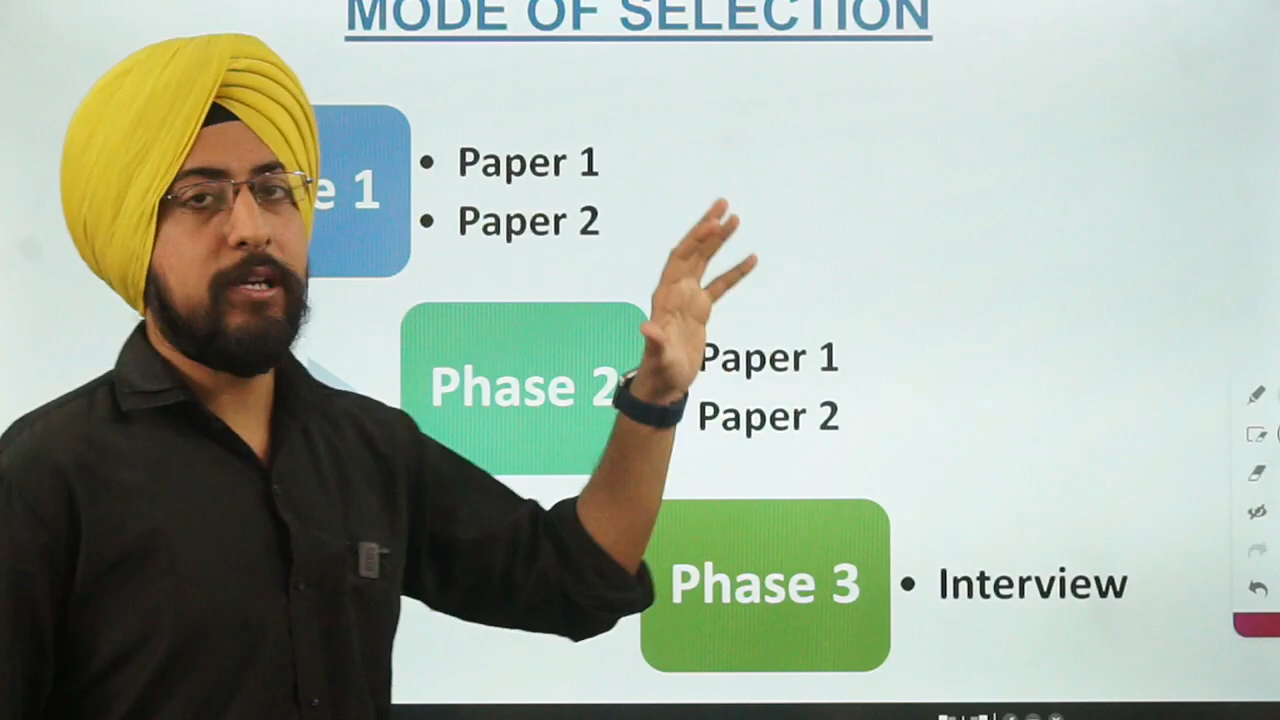 MODE OF SELECTION
e 1
Paper 1
Paper 2
Phase 2
Paper 1
Paper 2
Phase 3
Interview